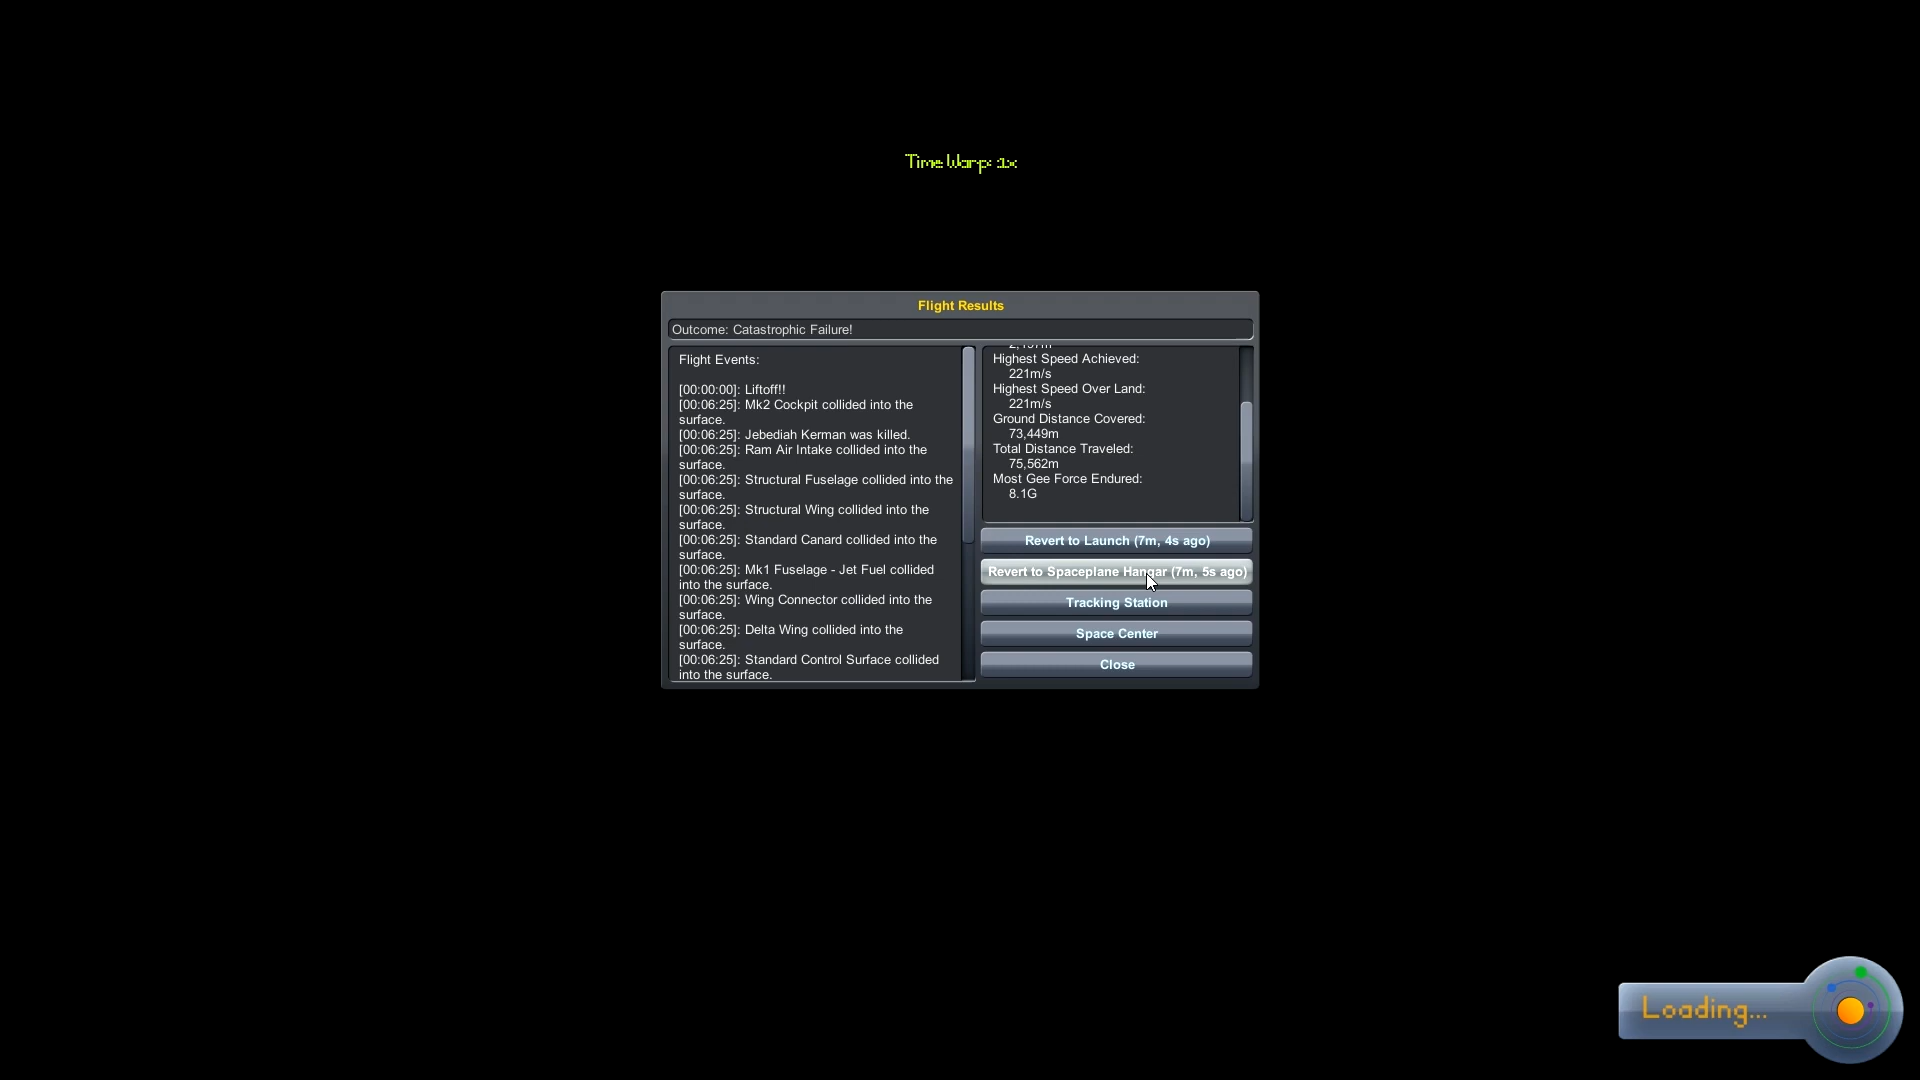 Time Warp: 1x
Flight Results
Outcome: Catastrophic Failure!
Flight Events:
[00:00:00]: Liftoff!!
[00:06:25]: Mk2 Cockpit collided into the
surface.
[00:06:25]: Jebediah Kerman was killed.
[00:06:25]: Ram Air Intake collided into the
surface.
[00:06:25]: Structural Fuselage collided into the
surface.
[00:06:25]: Structural Wing collided into the
surface.
[00:06:25]: Standard Canard collided into the
surface.
[00:06:25]: Mk1 Fuselage - Jet Fuel collided
into the surface.
[00:06:25]: Wing Connector collided into the
surface.
[00:06:25]: Delta Wing collided into the
surface.
[00:06:25]: Standard Control Surface collided
into the surface.
Highest Speed Achieved:
221m/s
Highest Speed Over Land:
221m/s
Ground Distance Covered:
73,449m
Total Distance Traveled:
75,562m
Most Gee Force Endured:
8.1G
Revert to Launch (7m, 4s ago)
Revert to Spaceplane Hangar (7m, 5s ago)
Tracking Station
Space Center
Close
Loading...